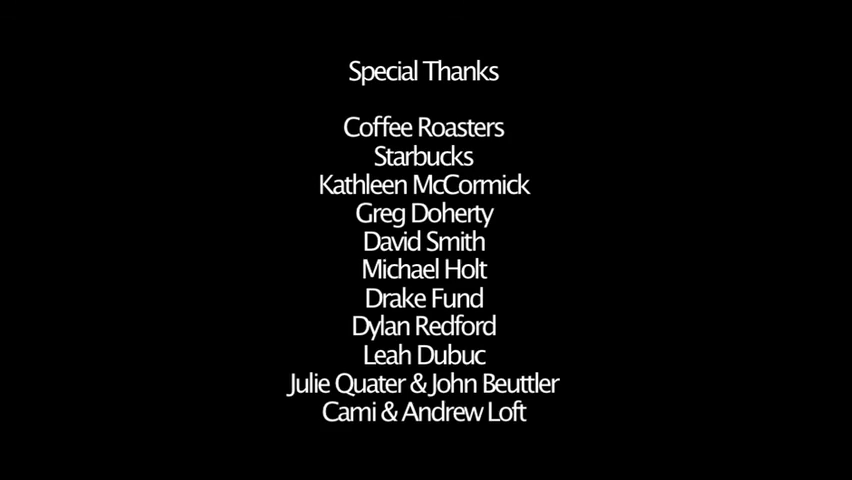 Special Thanks
Coffee Roasters
Starbucks
Kathleen McCormick
Greg Doherty
David Smith
Michael Holt
Drake Fund
Dylan Redford
Leah Dubuc
Julie Quater & John Beuttler
Cami & Andrew Loft